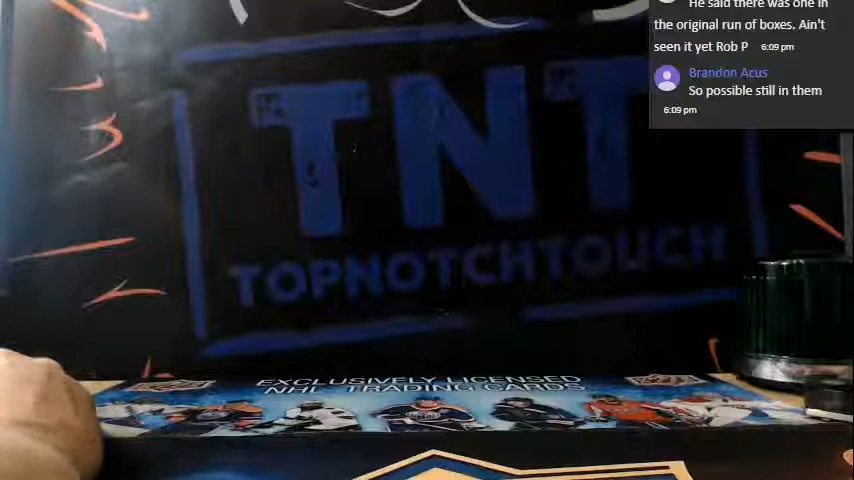 He said there was one in
the original run of boxes. Ain't
seen it yet Rob P 6:09 pm
Brandon Acus
So possible still in them
6:09 pm
TNT
TOPNOTCHTOUCH
EXCLUSIVELY LICENSED
NHL TRADING CARDS